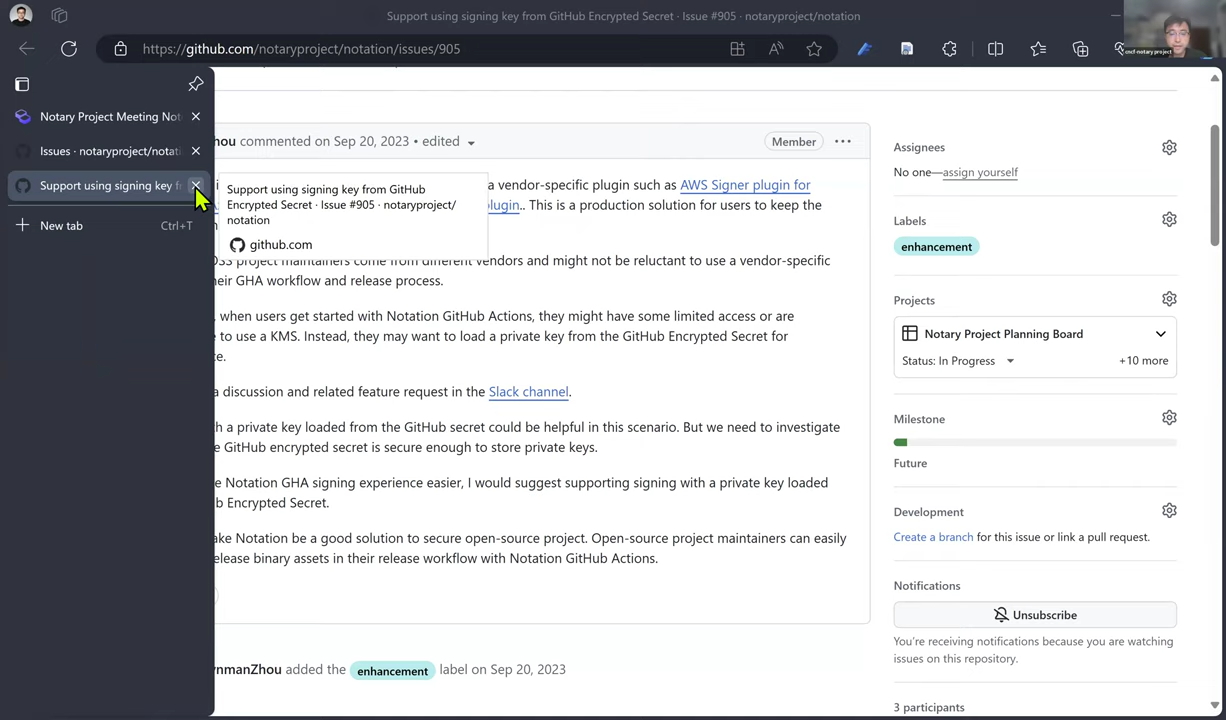 Support using signing key from GitHub Encrypted Secret · Issue #905 · notaryproject/notation
https://github.com/notaryproject/notation/issues/905
cncf-notary project
Notary Project Meeting Not
Issues · notaryproject/notati
Support using signing key f
New tab Ctrl+T
Support using signing key from GitHub
Encrypted Secret · Issue #905 · notaryproject/
notation
github.com
hou commented on Sep 20, 2023 • edited
Member
a vendor-specific plugin such as AWS Signer plugin for
lugin.. This is a production solution for users to keep the
OSS project maintainers come from different vendors and might not be reluctant to use a vendor-specific
eir GHA workflow and release process.
, when users get started with Notation GitHub Actions, they might have some limited access or are
e to use a KMS. Instead, they may want to load a private key from the GitHub Encrypted Secret for
ce.
a discussion and related feature request in the Slack channel.
h a private key loaded from the GitHub secret could be helpful in this scenario. But we need to investigate
e GitHub encrypted secret is secure enough to store private keys.
e Notation GHA signing experience easier, I would suggest supporting signing with a private key loaded
b Encrypted Secret.
ake Notation be a good solution to secure open-source project. Open-source project maintainers can easily
elease binary assets in their release workflow with Notation GitHub Actions.
ynmanZhou added the enhancement label on Sep 20, 2023
Assignees
No one—assign yourself
Labels
enhancement
Projects
Notary Project Planning Board
Status: In Progress +10 more
Milestone
Future
Development
Create a branch for this issue or link a pull request.
Notifications
Unsubscribe
You're receiving notifications because you are watching
issues on this repository.
3 participants